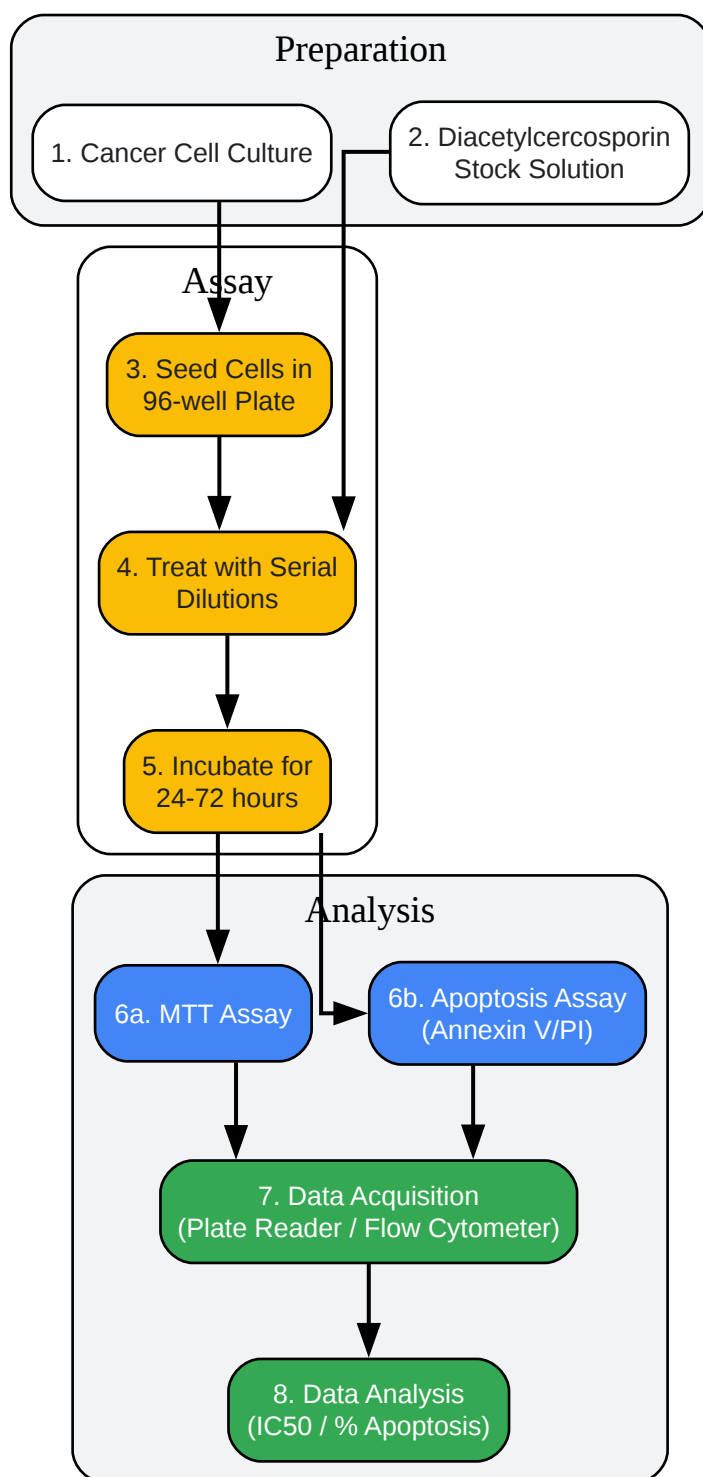 Preparation
1. Cancer Cell Culture
2. Diacetylcercosporin
Stock Solution
Assay
3. Seed Cells in
96-well Plate
4. Treat with Serial
Dilutions
5. Incubate for
24-72 hours
Analysis
6a. MTT Assay
6b. Apoptosis Assay
(Annexin V/PI)
7. Data Acquisition
(Plate Reader / Flow Cytometer)
8. Data Analysis
(IC50 / % Apoptosis)